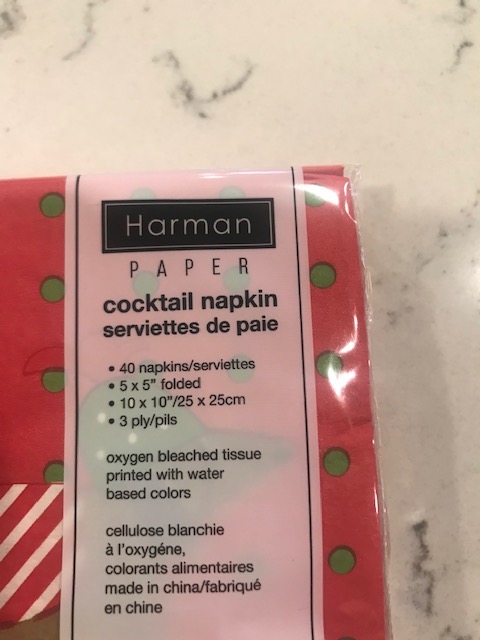 Harman
PAPER
cocktail napkin
serviettes de paie
• 40 napkins/serviettes
• 5 x 5" folded
• 10 x 10"/25 x 25cm
• 3 ply/pils
oxygen bleached tissue
printed with water
based colors
cellulose blanchie
à l'oxygéne,
colorants alimentaires
made in china/fabriqué
en chine